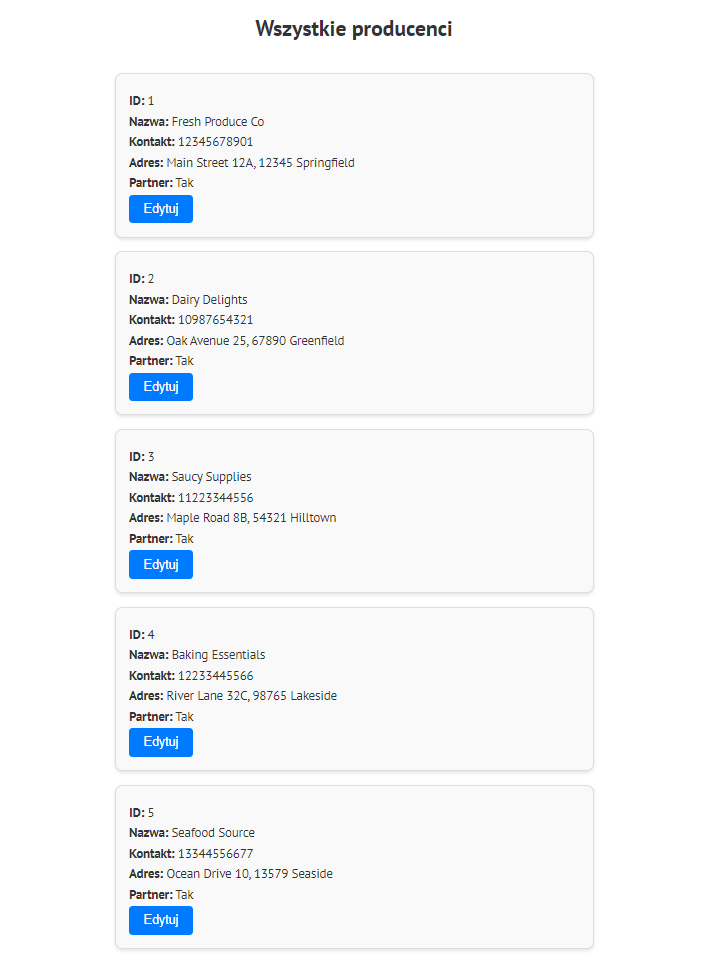 Wszystkie producenci
ID: 1
Nazwa: Fresh Produce Co
Kontakt: 12345678901
Adres: Main Street 12A, 12345 Springfield
Partner: Tak
Edytuj
ID: 2
Nazwa: Dairy Delights
Kontakt: 10987654321
Adres: Oak Avenue 25, 67890 Greenfield
Partner: Tak
Edytuj
ID: 3
Nazwa: Saucy Supplies
Kontakt: 11223344556
Adres: Maple Road 8B, 54321 Hilltown
Partner: Tak
Edytuj
ID: 4
Nazwa: Baking Essentials
Kontakt: 12233445566
Adres: River Lane 32C, 98765 Lakeside
Partner: Tak
Edytuj
ID: 5
Nazwa: Seafood Source
Kontakt: 13344556677
Adres: Ocean Drive 10, 13579 Seaside
Partner: Tak
Edytuj